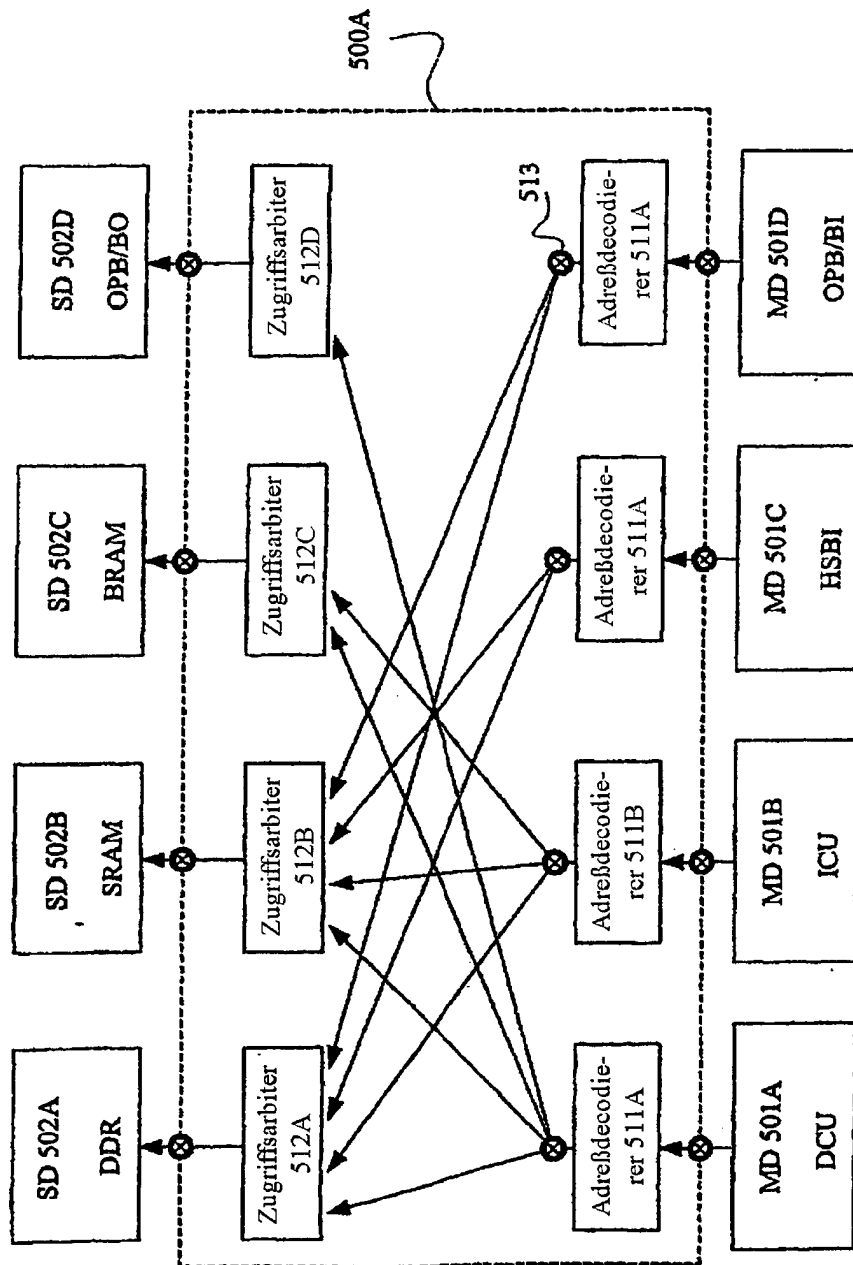 SD 502A
DDR
SD 502B
SRAM
SD 502C
BRAM
SD 502D
OPB/BO
Zugriffsarbiter
512A
Zugriffsarbiter
512B
Zugriffsarbiter
512C
Zugriffsarbiter
512D
500A
513
Adreßdecodie-
rer 511A
Adreßdecodie-
rer 511B
Adreßdecodie-
rer 511A
Adreßdecodie-
rer 511A
MD 501A
DCU
MD 501B
ICU
MD 501C
HSBI
MD 501D
OPB/BI